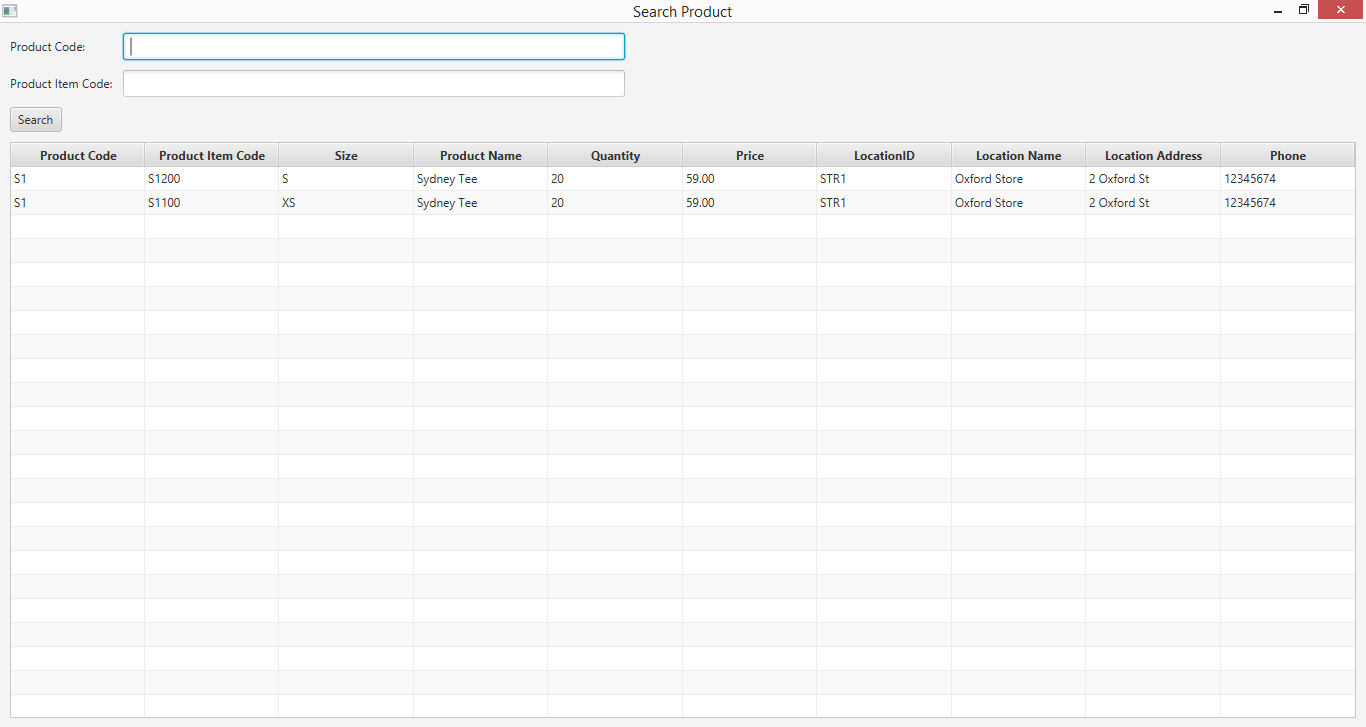 Search Product
Product Code:
Product Item Code:
Search
Product Code Product Item Code Size Product Name Quantity Price LocationID Location Name Location Address Phone
S1 S1200 S Sydney Tee 20 59.00 STR1 Oxford Store 2 Oxford St 12345674
S1 S1100 XS Sydney Tee 20 59.00 STR1 Oxford Store 2 Oxford St 12345674